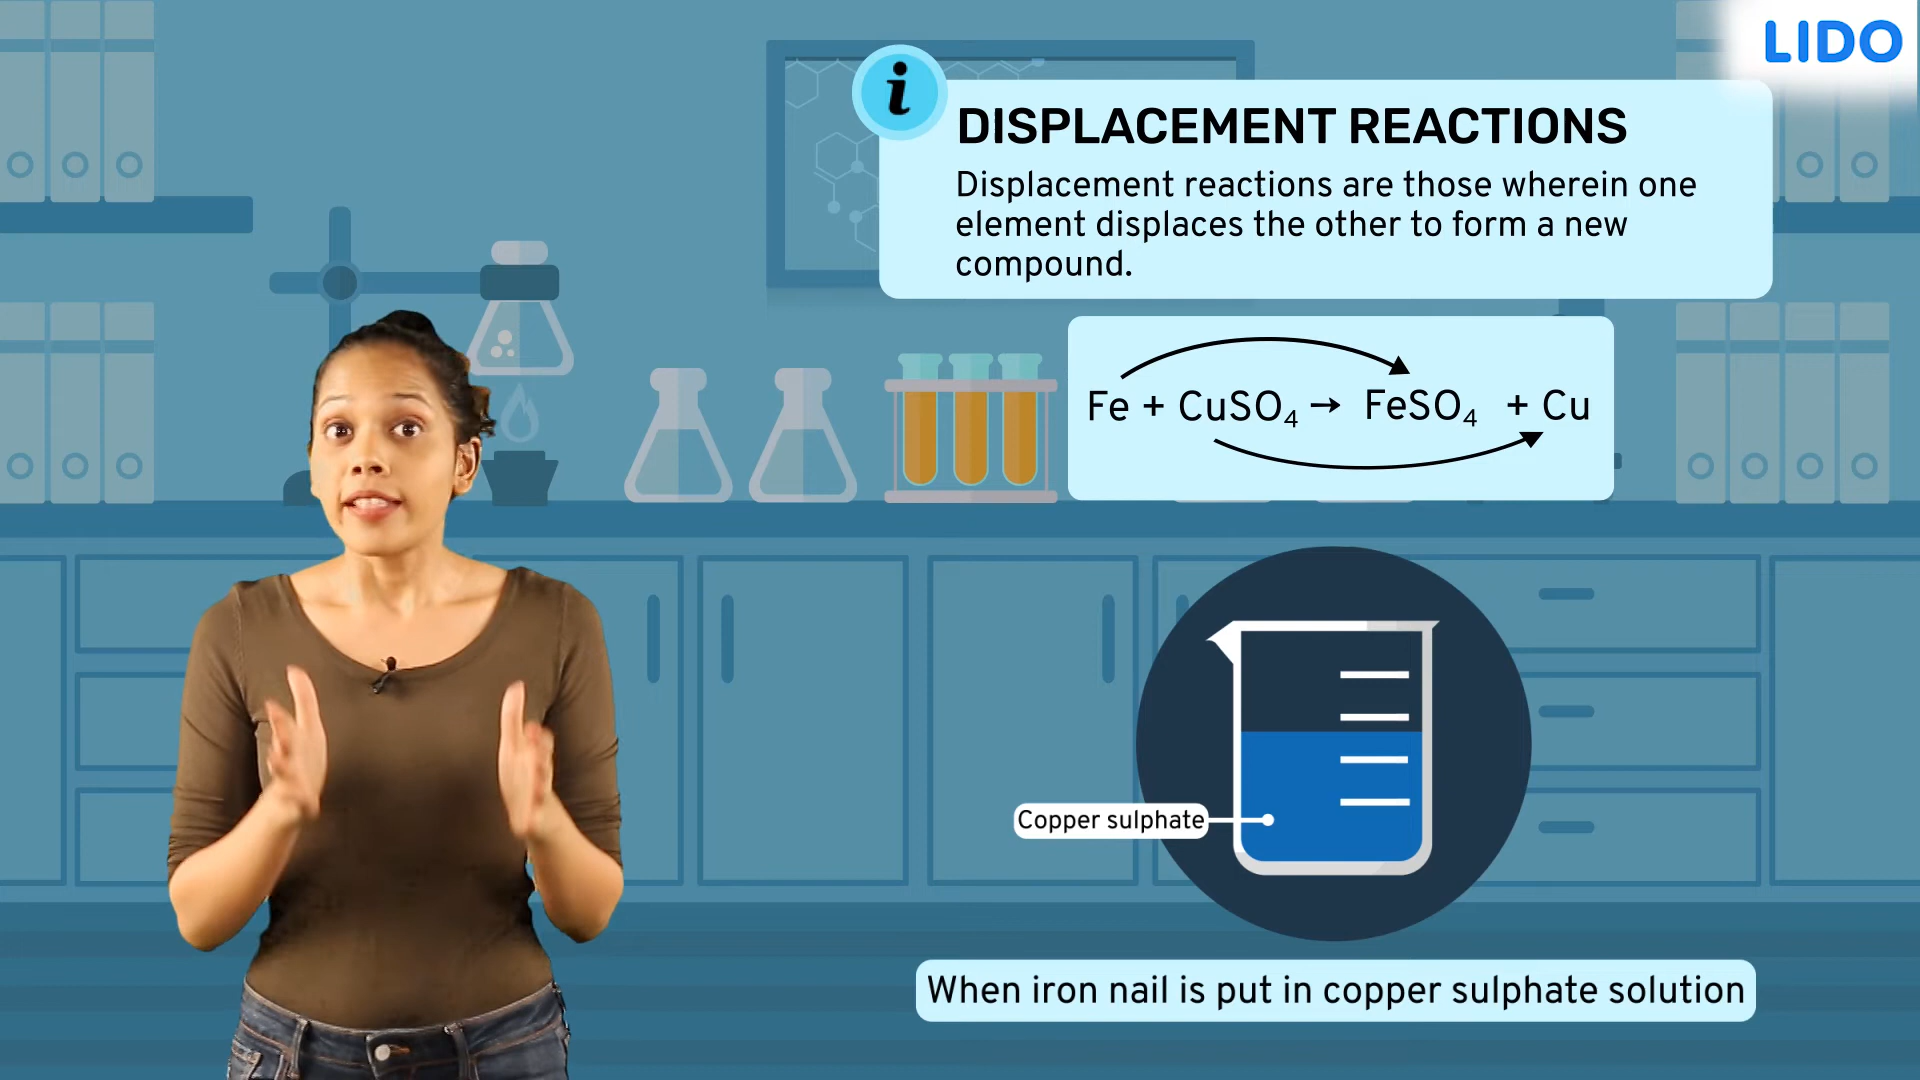 LIDO
i
DISPLACEMENT REACTIONS
Displacement reactions are those wherein one
element displaces the other to form a new
compound.
Fe + CuSO₄ → FeSO₄ + Cu
Copper sulphate
When iron nail is put in copper sulphate solution